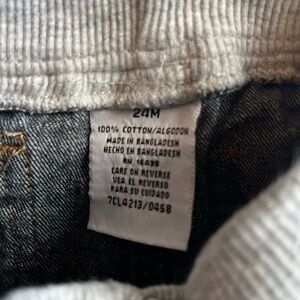 24M
100% COTTON/ALGODON
MADE IN BANGLADESH
HECHO EN BANGLADESH
RN 16495
CARE ON REVERSE
VEA EL REVERSO
PARA SU CUIDADO
7CL4213/0458